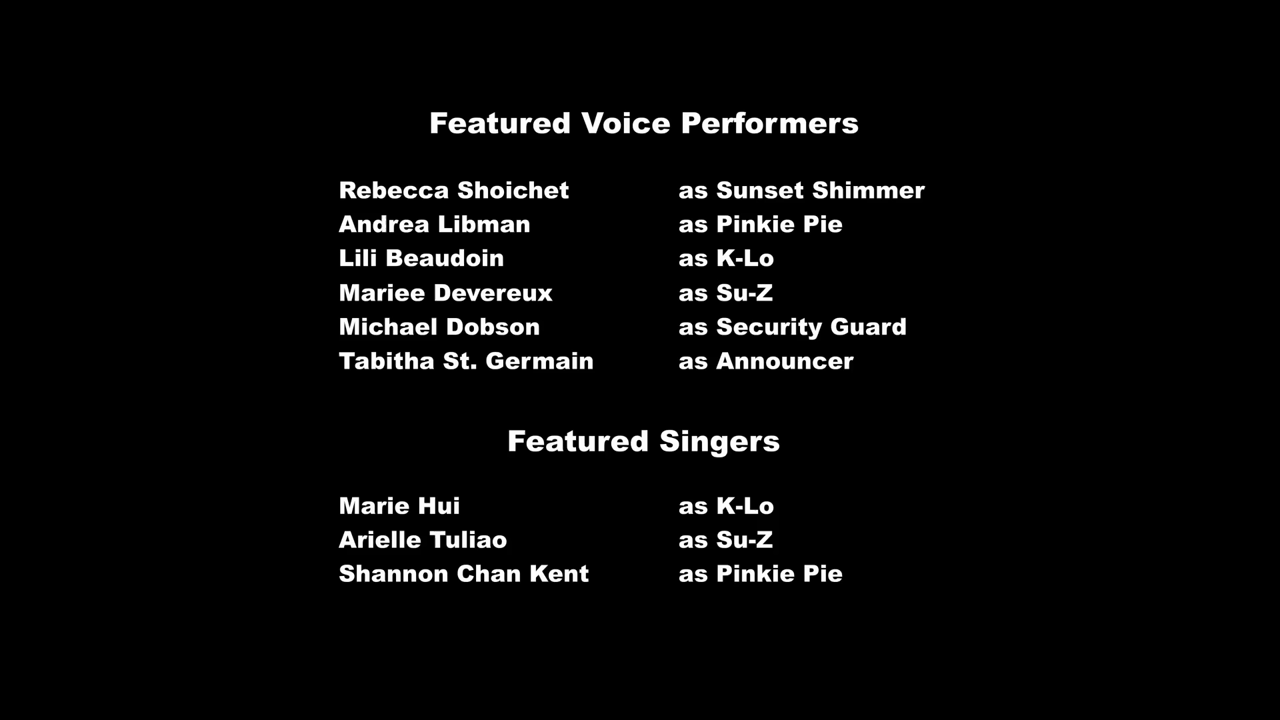 Featured Voice Performers
Rebecca Shoichet as Sunset Shimmer
Andrea Libman as Pinkie Pie
Lili Beaudoin as K-Lo
Mariee Devereux as Su-Z
Michael Dobson as Security Guard
Tabitha St. Germain as Announcer
Featured Singers
Marie Hui as K-Lo
Arielle Tuliao as Su-Z
Shannon Chan Kent as Pinkie Pie